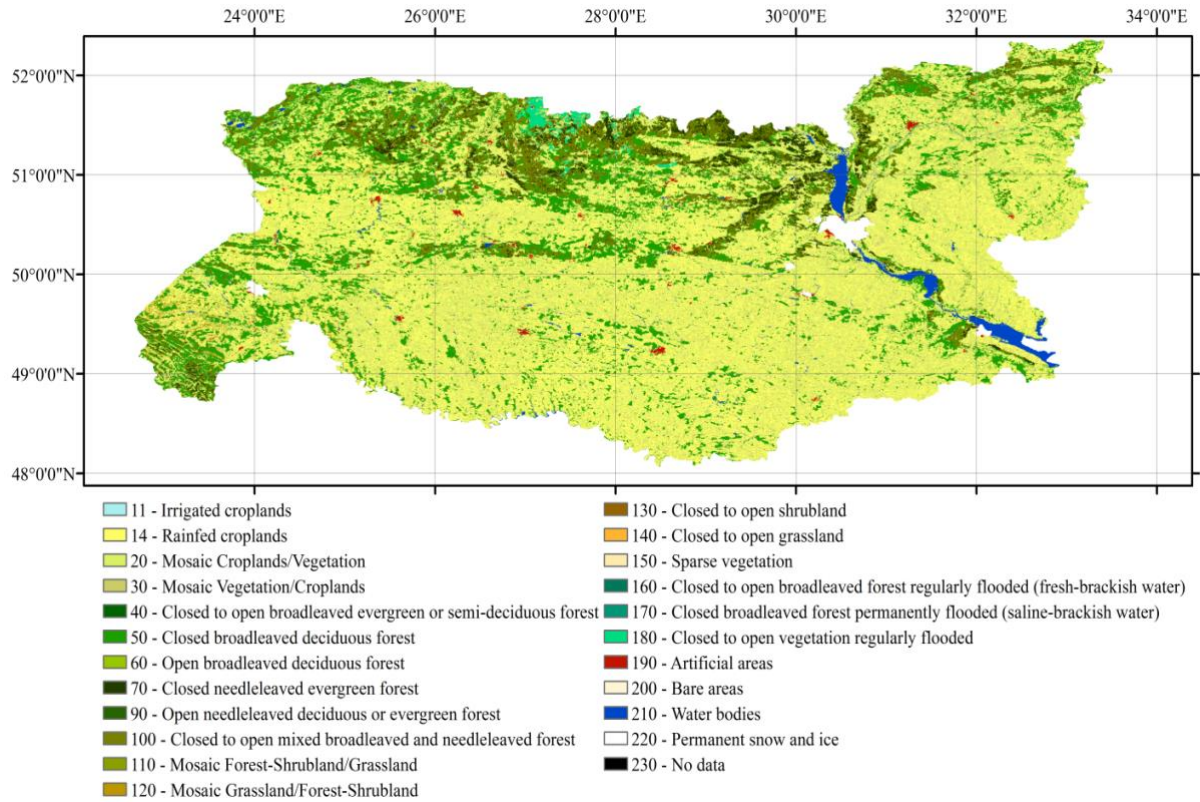 24°0'0"E 26°0'0"E 28°0'0"E 30°0'0"E 32°0'0"E 34°0'0"E
52°0'0"N
51°0'0"N
50°0'0"N
49°0'0"N
48°0'0"N
11 - Irrigated croplands
14 - Rainfed croplands
20 - Mosaic Croplands/Vegetation
30 - Mosaic Vegetation/Croplands
40 - Closed to open broadleaved evergreen or semi-deciduous forest
50 - Closed broadleaved deciduous forest
60 - Open broadleaved deciduous forest
70 - Closed needleleaved evergreen forest
90 - Open needleleaved deciduous or evergreen forest
100 - Closed to open mixed broadleaved and needleleaved forest
110 - Mosaic Forest-Shrubland/Grassland
120 - Mosaic Grassland/Forest-Shrubland
130 - Closed to open shrubland
140 - Closed to open grassland
150 - Sparse vegetation
160 - Closed to open broadleaved forest regularly flooded (fresh-brackish water)
170 - Closed broadleaved forest permanently flooded (saline-brackish water)
180 - Closed to open vegetation regularly flooded
190 - Artificial areas
200 - Bare areas
210 - Water bodies
220 - Permanent snow and ice
230 - No data